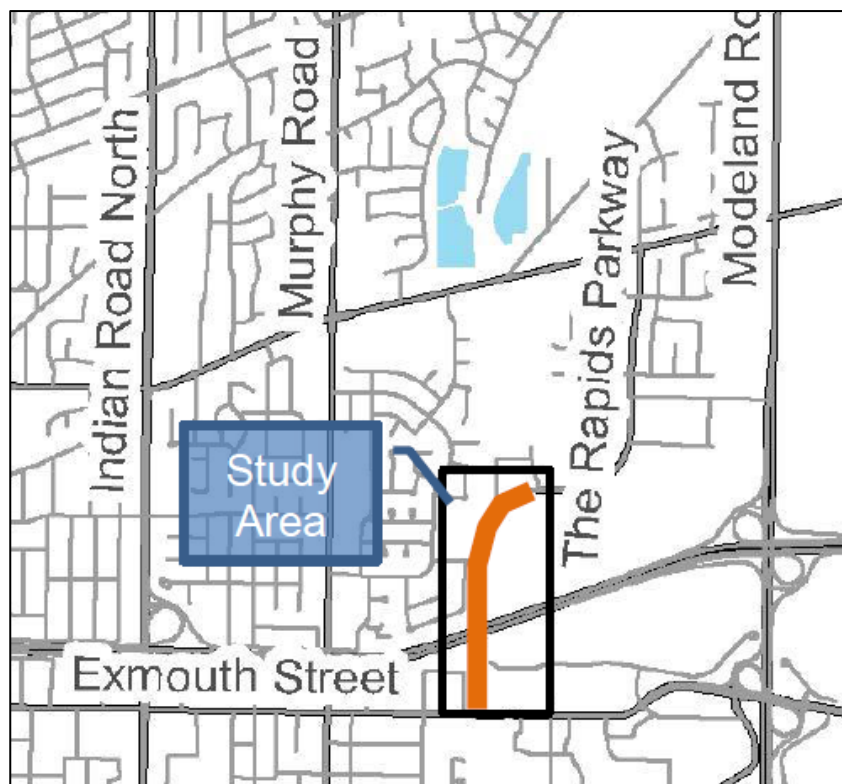 Indian Road North
Murphy Road
The Rapids Parkway
Modeland Ro
Study
Area
Exmouth Street